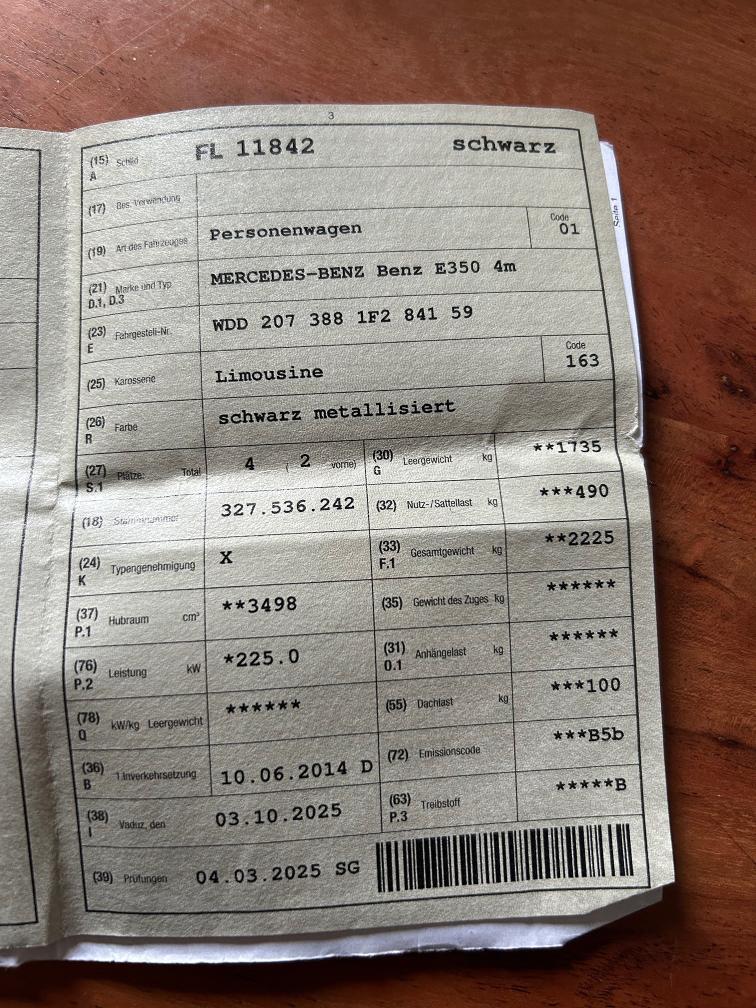 3
(15) Schild FL 11842 schwarz
A
(17) Bes. Verwendung
(19) Art des Fahrzeuges Personenwagen Code 01
(21) Marke und Typ MERCEDES-BENZ Benz E350 4m
D.1, D.3
(23) Fahrgestell-Nr. WDD 207 388 1F2 841 59
E
(25) Karosserie Limousine Code 163
(26) Farbe schwarz metallisiert
R
(27) Plätze: Total 4 ( 2 vorne) (30) Leergewicht kg **1735
S.1 G
(18) Stammnummer 327.536.242 (32) Nutz-/Sattellast kg ***490
(24) Typengenehmigung X (33) Gesamtgewicht kg **2225
K F.1
(37) Hubraum cm³ **3498 (35) Gewicht des Zuges kg ******
P.1
(76) Leistung kW *225.0 (31) Anhängelast kg ******
P.2 O.1
(78) kW/kg Leergewicht ****** (55) Dachlast kg ***100
Q
(36) 1.Inverkehrsetzung 10.06.2014 D (72) Emissionscode ***B5b
B
(38) Vaduz, den 03.10.2025 (63) Treibstoff *****B
I P.3
(39) Prüfungen 04.03.2025 SG
Seite 1